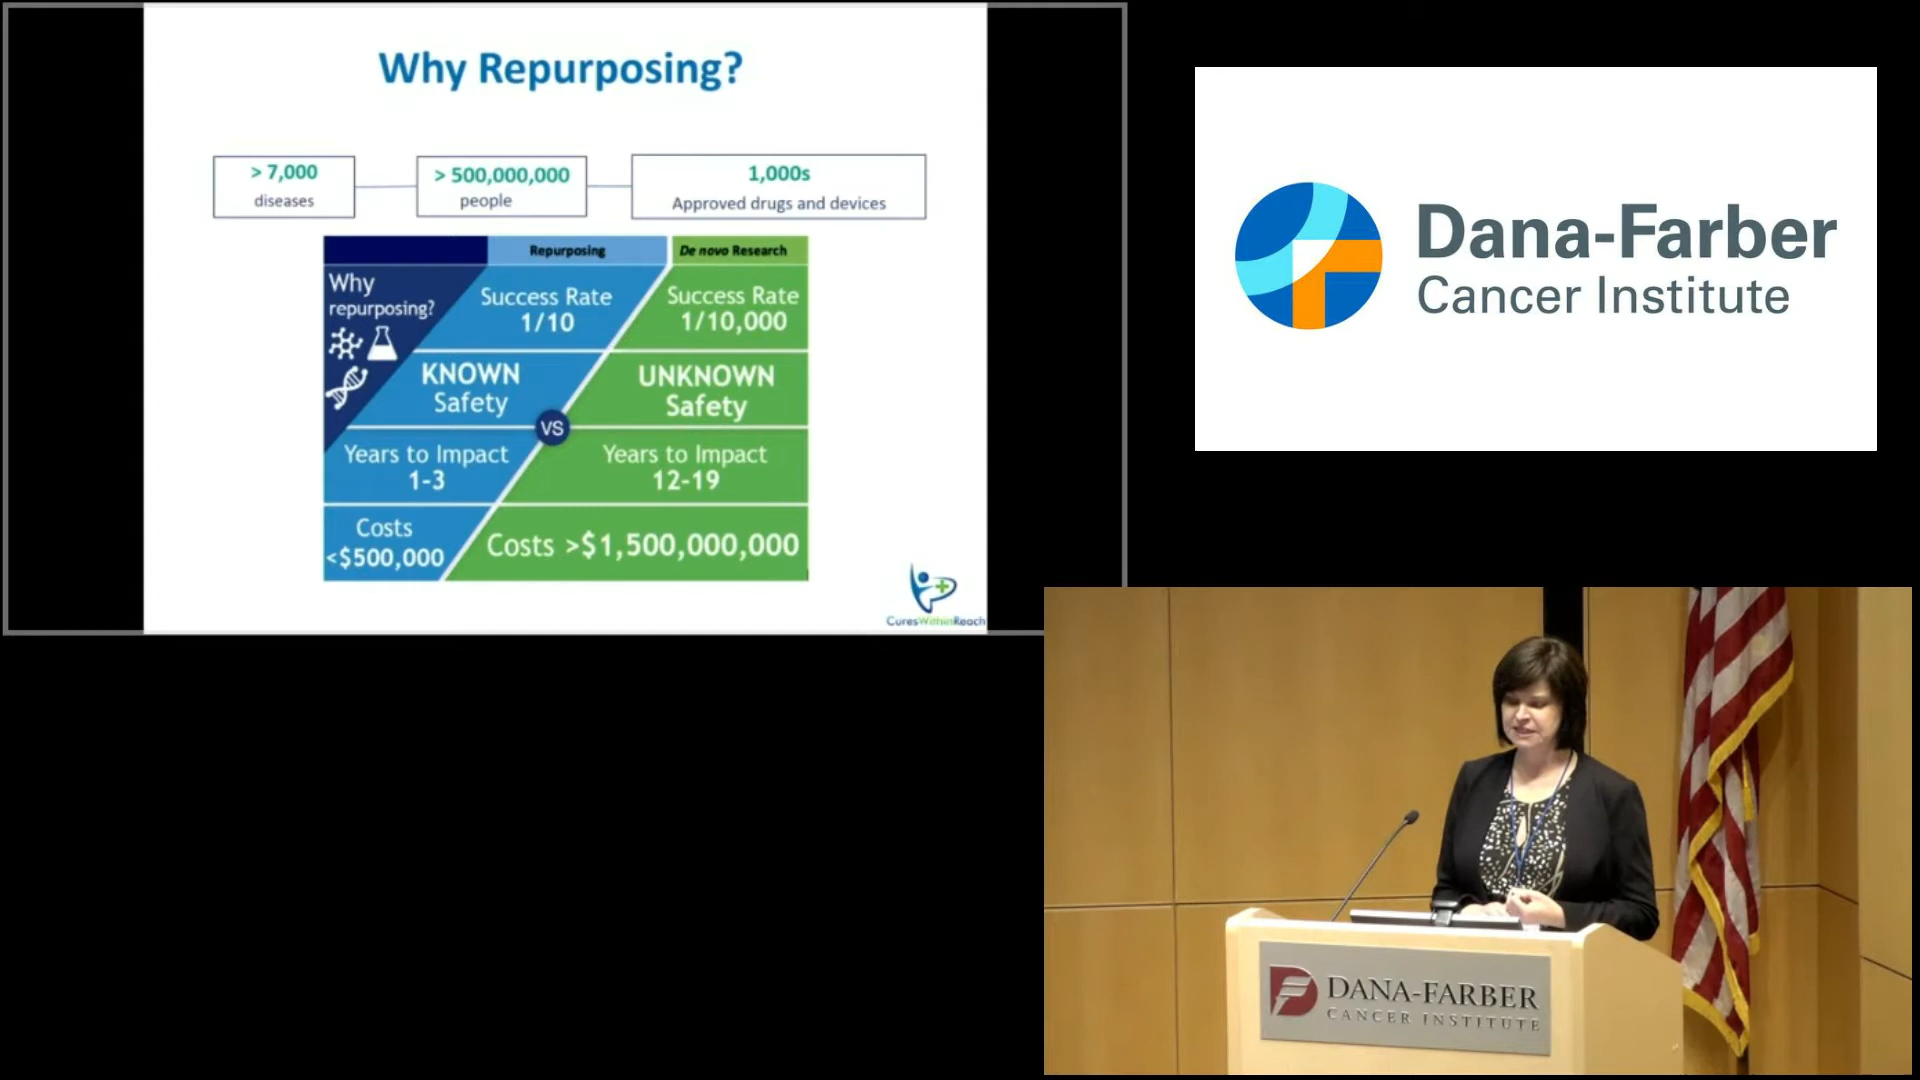 Why Repurposing?
> 7,000
diseases
> 500,000,000
people
1,000s
Approved drugs and devices
Repurposing
De novo Research
Why
repurposing?
Success Rate
1/10
Success Rate
1/10,000
KNOWN
Safety
UNKNOWN
Safety
VS
Years to Impact
1-3
Years to Impact
12-19
Costs
<$500,000
Costs >$1,500,000,000
CuresWithinReach
Dana-Farber
Cancer Institute
DANA-FARBER
CANCER INSTITUTE